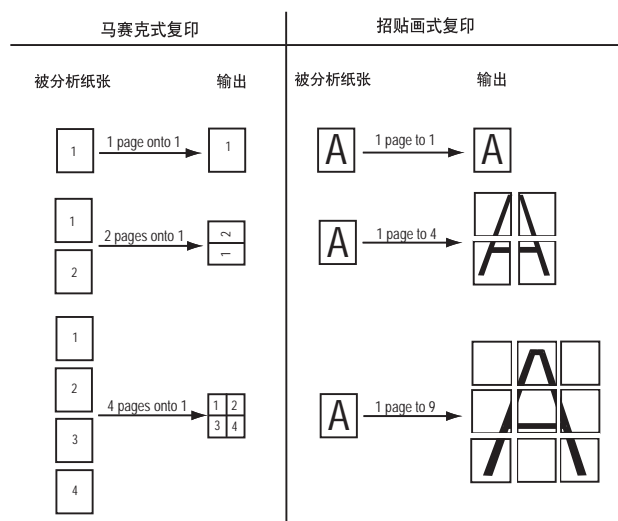 马赛克式复印
被分析纸张 输出
1 1 page onto 1 1
1
2 pages onto 1
2
2
1
1
2
3
4
4 pages onto 1
1 2
3 4
招贴画式复印
被分析纸张 输出
A 1 page to 1 A
A 1 page to 4 A
A 1 page to 9 A